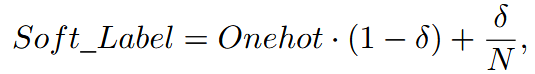 Soft_Label = Onehot · (1 − δ) + δ/N,